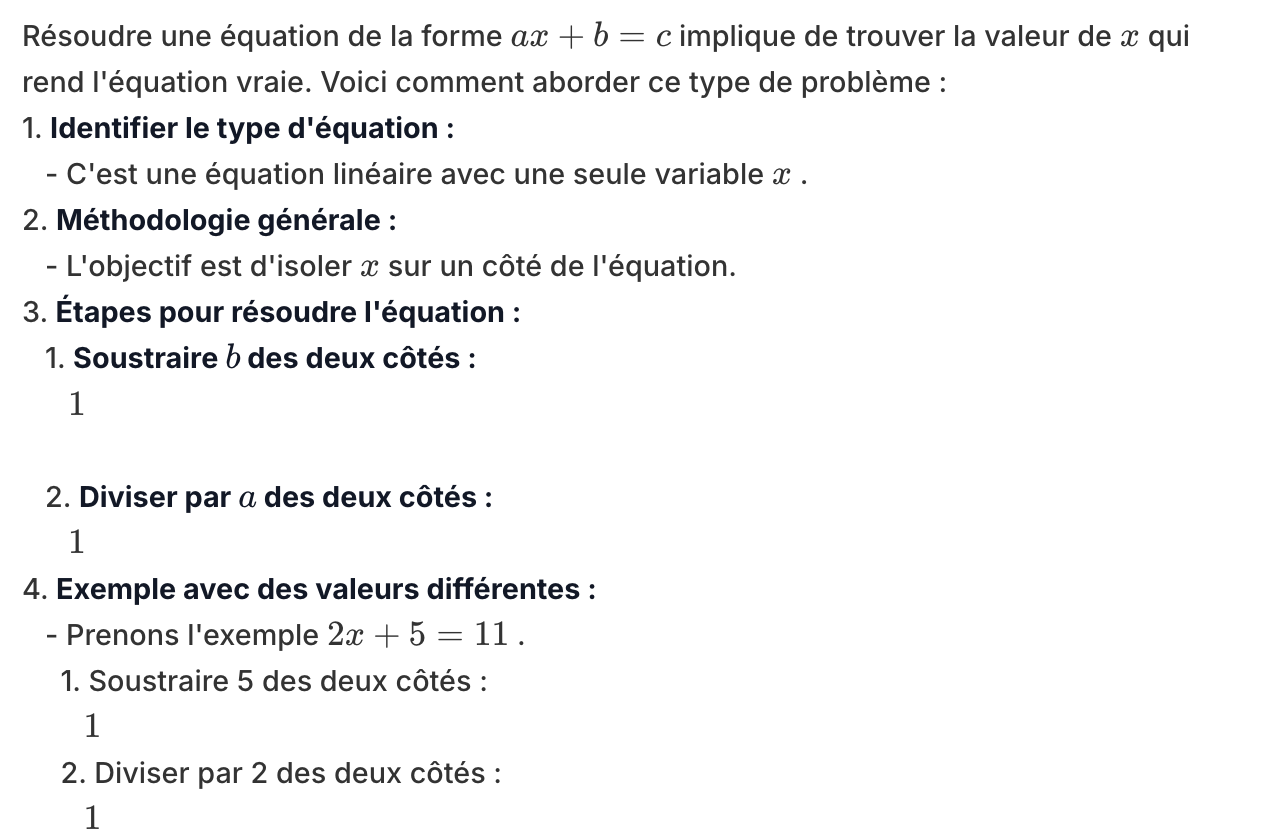 Résoudre une équation de la forme ax + b = c implique de trouver la valeur de x qui
rend l'équation vraie. Voici comment aborder ce type de problème :
1. Identifier le type d'équation :
- C'est une équation linéaire avec une seule variable x .
2. Méthodologie générale :
- L'objectif est d'isoler x sur un côté de l'équation.
3. Étapes pour résoudre l'équation :
1. Soustraire b des deux côtés :
1
2. Diviser par a des deux côtés :
1
4. Exemple avec des valeurs différentes :
- Prenons l'exemple 2x + 5 = 11 .
1. Soustraire 5 des deux côtés :
1
2. Diviser par 2 des deux côtés :
1